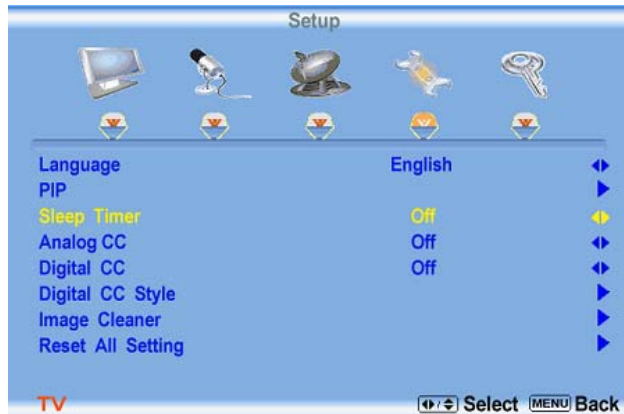 Setup
Language English
PIP
Sleep Timer Off
Analog CC Off
Digital CC Off
Digital CC Style
Image Cleaner
Reset All Setting
TV Select MENU Back